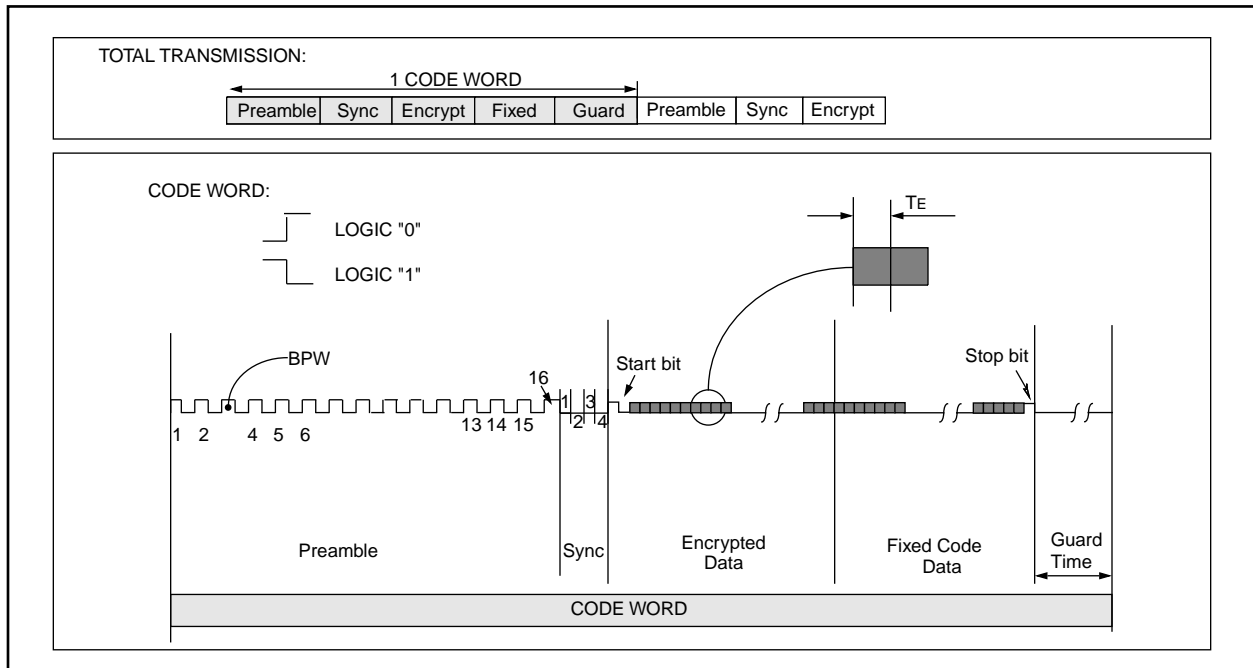 TOTAL TRANSMISSION:
1 CODE WORD
Preamble Sync Encrypt Fixed Guard Preamble Sync Encrypt
CODE WORD:
LOGIC "0"
LOGIC "1"
TE
BPW
Start bit
Stop bit
16
1 3
2 4
1 2 4 5 6 13 14 15
Preamble
Sync
Encrypted
Data
Fixed Code
Data
Guard
Time
CODE WORD